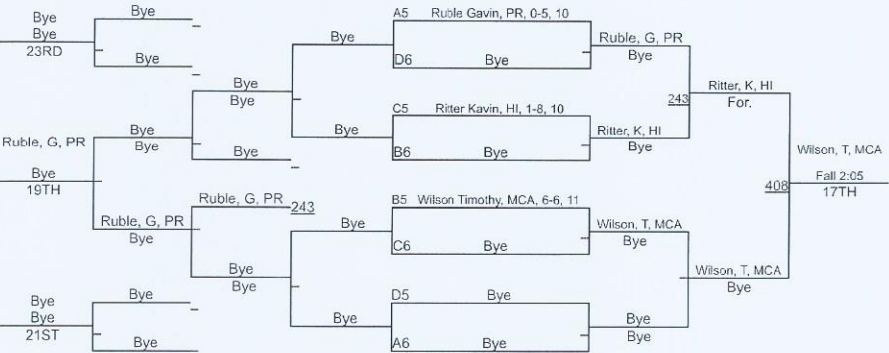 Bye
Bye
23RD
Bye
Bye
Ruble, G, PR
Bye
19TH
Bye
Bye
Ruble, G, PR
Bye
Bye
Bye
21ST
Bye
Bye
Bye
Bye
Bye
Ruble, G, PR
243
Bye
Bye
Bye
Bye
Bye
Bye
A5 Ruble Gavin, PR, 0-5, 10
D6 Bye
C5 Ritter Kavin, HI, 1-8, 10
B6 Bye
B5 Wilson Timothy, MCA, 6-6, 11
C6 Bye
D5 Bye
A6 Bye
Ruble, G, PR
Bye
Ritter, K, HI
Bye
Wilson, T, MCA
Bye
Bye
Bye
243
Ritter, K, HI
For.
Wilson, T, MCA
Bye
408
Wilson, T, MCA
Fall 2:05
17TH